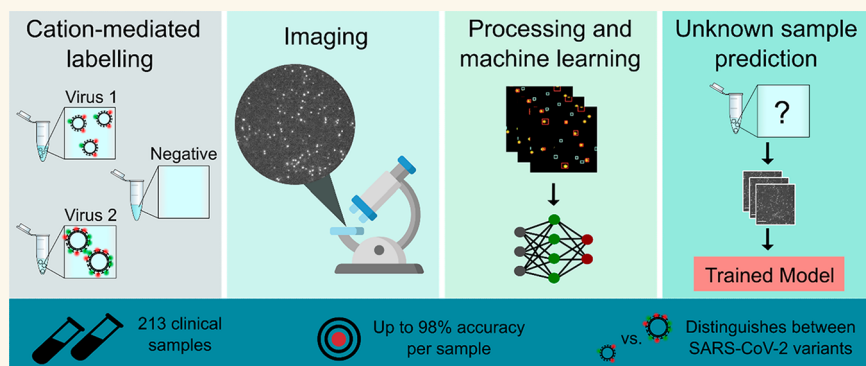 Cation-mediated
labelling
Virus 1
Negative
Virus 2
Imaging
Processing and
machine learning
Unknown sample
prediction
?
Trained Model
213 clinical
samples
Up to 98% accuracy
per sample
vs.
Distinguishes between
SARS-CoV-2 variants